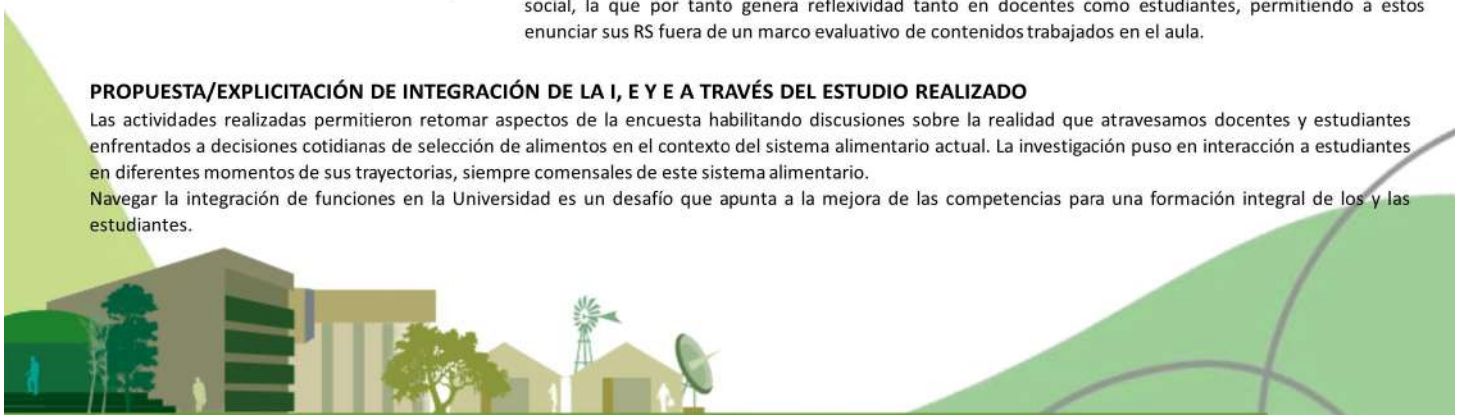 social, la que por tanto genera reflexividad tanto en docentes como estudiantes, permitiendo a estos
enunciar sus RS fuera de un marco evaluativo de contenidos trabajados en el aula.
PROPUESTA/EXPLICITACIÓN DE INTEGRACIÓN DE LA I, E Y E A TRAVÉS DEL ESTUDIO REALIZADO
Las actividades realizadas permitieron retomar aspectos de la encuesta habilitando discusiones sobre la realidad que atravesamos docentes y estudiantes
enfrentados a decisiones cotidianas de selección de alimentos en el contexto del sistema alimentario actual. La investigación puso en interacción a estudiantes
en diferentes momentos de sus trayectorias, siempre comensales de este sistema alimentario.
Navegar la integración de funciones en la Universidad es un desafío que apunta a la mejora de las competencias para una formación integral de los y las
estudiantes.